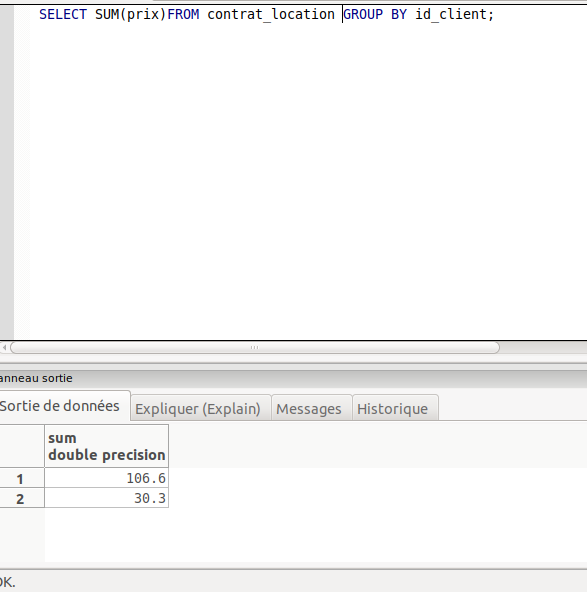 SELECT SUM(prix)FROM contrat_location GROUP BY id_client;
anneau sortie
Sortie de données Expliquer (Explain) Messages Historique
sum
double precision
1 106.6
2 30.3
OK.